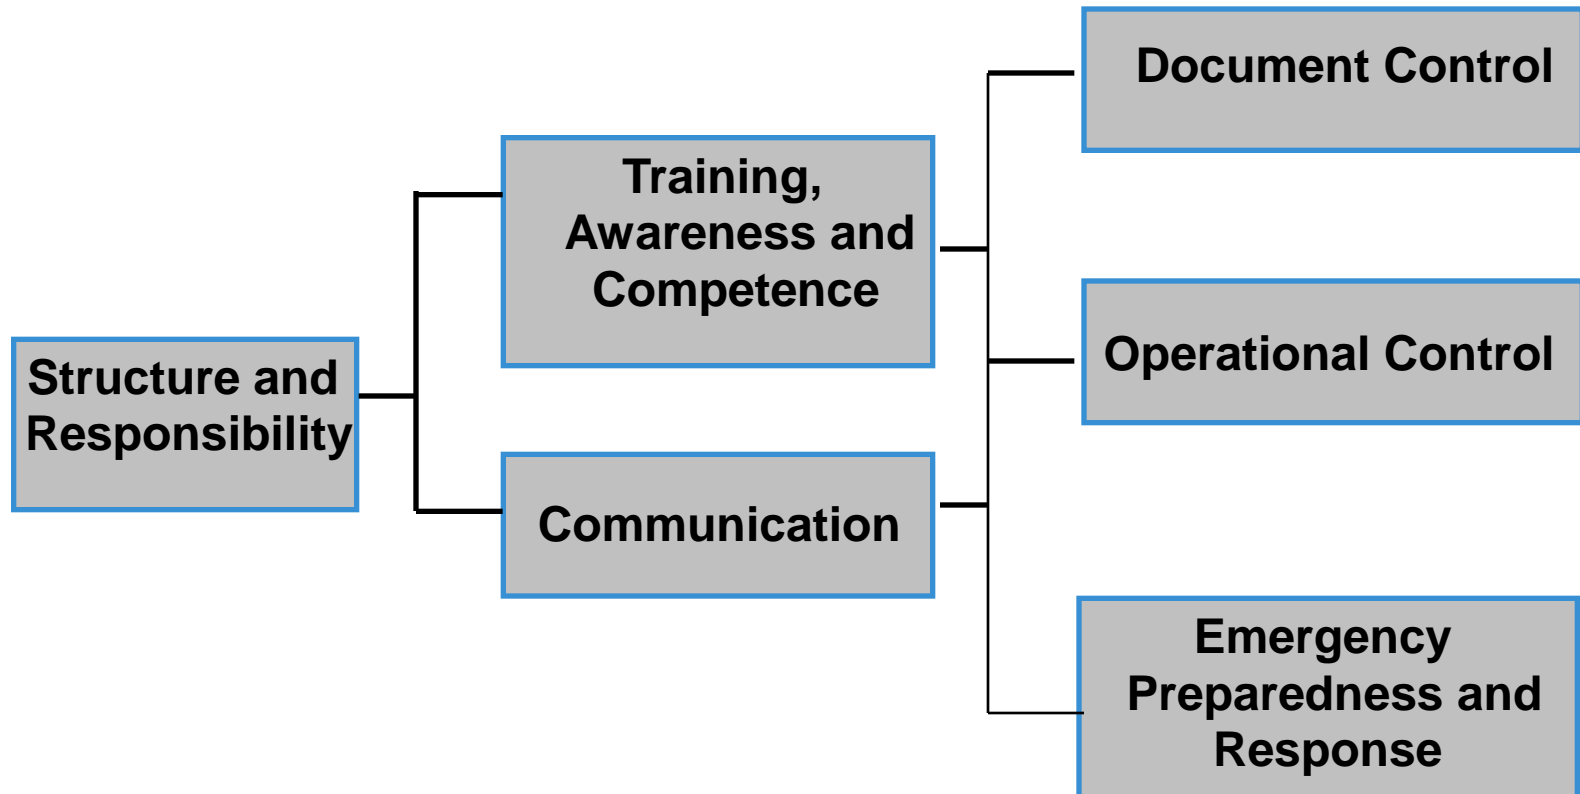 Structure and
Responsibility
Training,
Awareness and
Competence
Communication
Document Control
Operational Control
Emergency
Preparedness and
Response